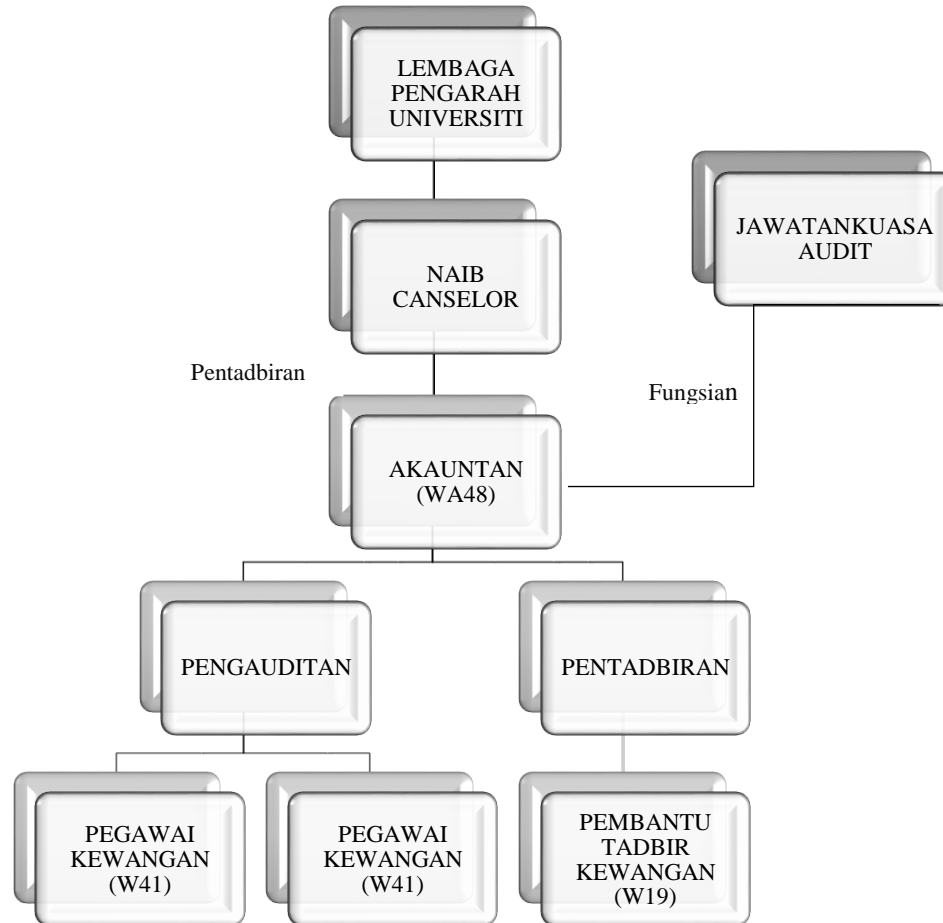 LEMBAGA
PENGARAH
UNIVERSITI
JAWATANKUASA
AUDIT
NAIB
CANSELOR
Pentadbiran
Fungsian
AKAUNTAN
(WA48)
PENGAUDITAN
PENTADBIRAN
PEGAWAI
KEWANGAN
(W41)
PEGAWAI
KEWANGAN
(W41)
PEMBANTU
TADBIR
KEWANGAN
(W19)